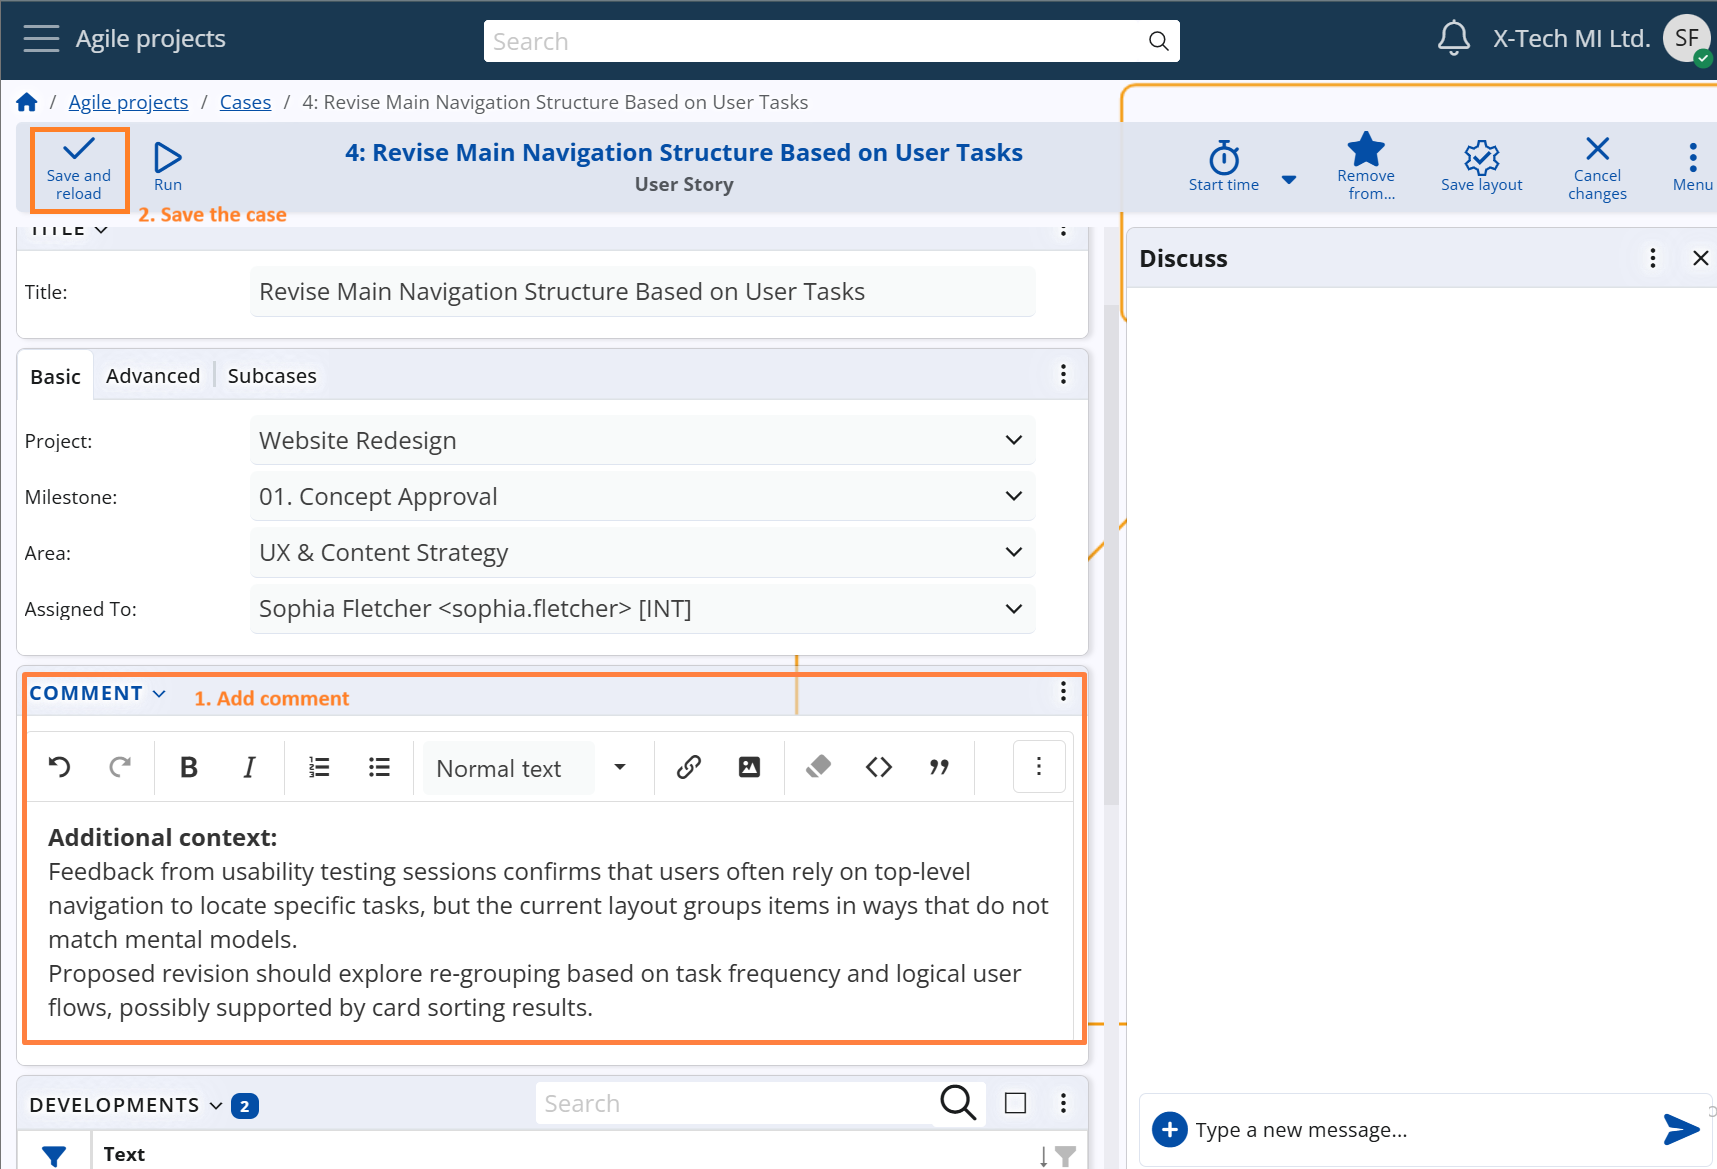 Agile projects
Search
X-Tech MI Ltd.
SF
/ Agile projects / Cases / 4: Revise Main Navigation Structure Based on User Tasks
Save and
reload
Run
4: Revise Main Navigation Structure Based on User Tasks
User Story
Start time
Remove
from...
Save layout
Cancel
changes
Menu
2. Save the case
TITLE
Title:
Revise Main Navigation Structure Based on User Tasks
Basic
Advanced
Subcases
Project:
Website Redesign
Milestone:
01. Concept Approval
Area:
UX & Content Strategy
Assigned To:
Sophia Fletcher <sophia.fletcher> [INT]
COMMENT
1. Add comment
B
I
Normal text
Additional context:
Feedback from usability testing sessions confirms that users often rely on top-level
navigation to locate specific tasks, but the current layout groups items in ways that do not
match mental models.
Proposed revision should explore re-grouping based on task frequency and logical user
flows, possibly supported by card sorting results.
DEVELOPMENTS
2
Search
Text
Discuss
Type a new message...